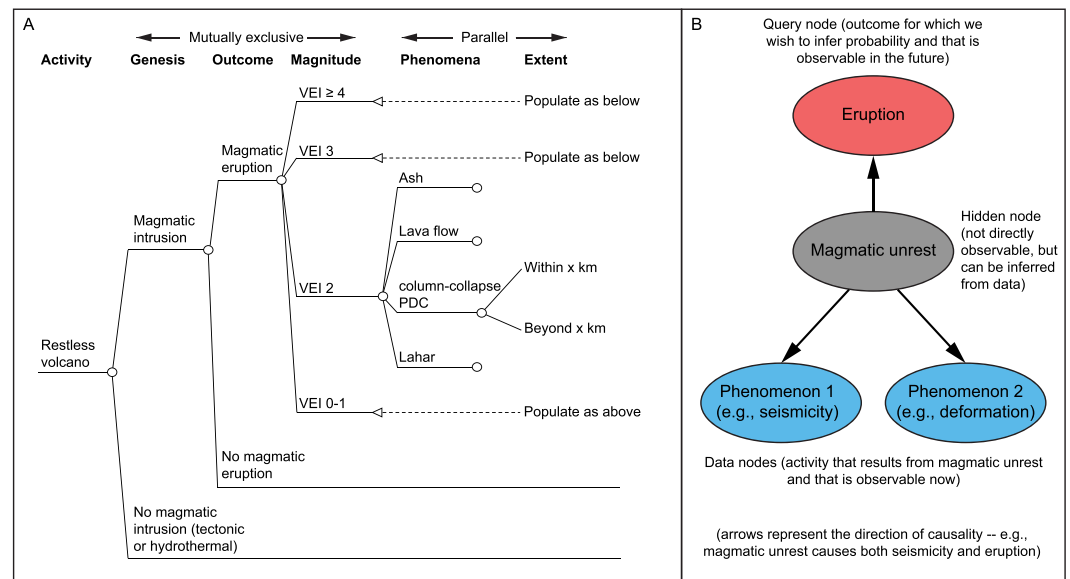 A
Mutually exclusive
Parallel
Activity
Genesis
Outcome
Magnitude
Phenomena
Extent
VEI ≥ 4
Populate as below
VEI 3
Populate as below
Magmatic
eruption
Ash
Magmatic
intrusion
Lava flow
Within x km
VEI 2
column-collapse
PDC
Beyond x km
Restless
volcano
Lahar
VEI 0-1
Populate as above
No magmatic
eruption
No magmatic
intrusion (tectonic
or hydrothermal)
B
Query node (outcome for which we
wish to infer probability and that is
observable in the future)
Eruption
Magmatic unrest
Hidden node
(not directly
observable, but
can be inferred
from data)
Phenomenon 1
(e.g., seismicity)
Phenomenon 2
(e.g., deformation)
Data nodes (activity that results from magmatic unrest
and that is observable now)
(arrows represent the direction of causality -- e.g.,
magmatic unrest causes both seismicity and eruption)